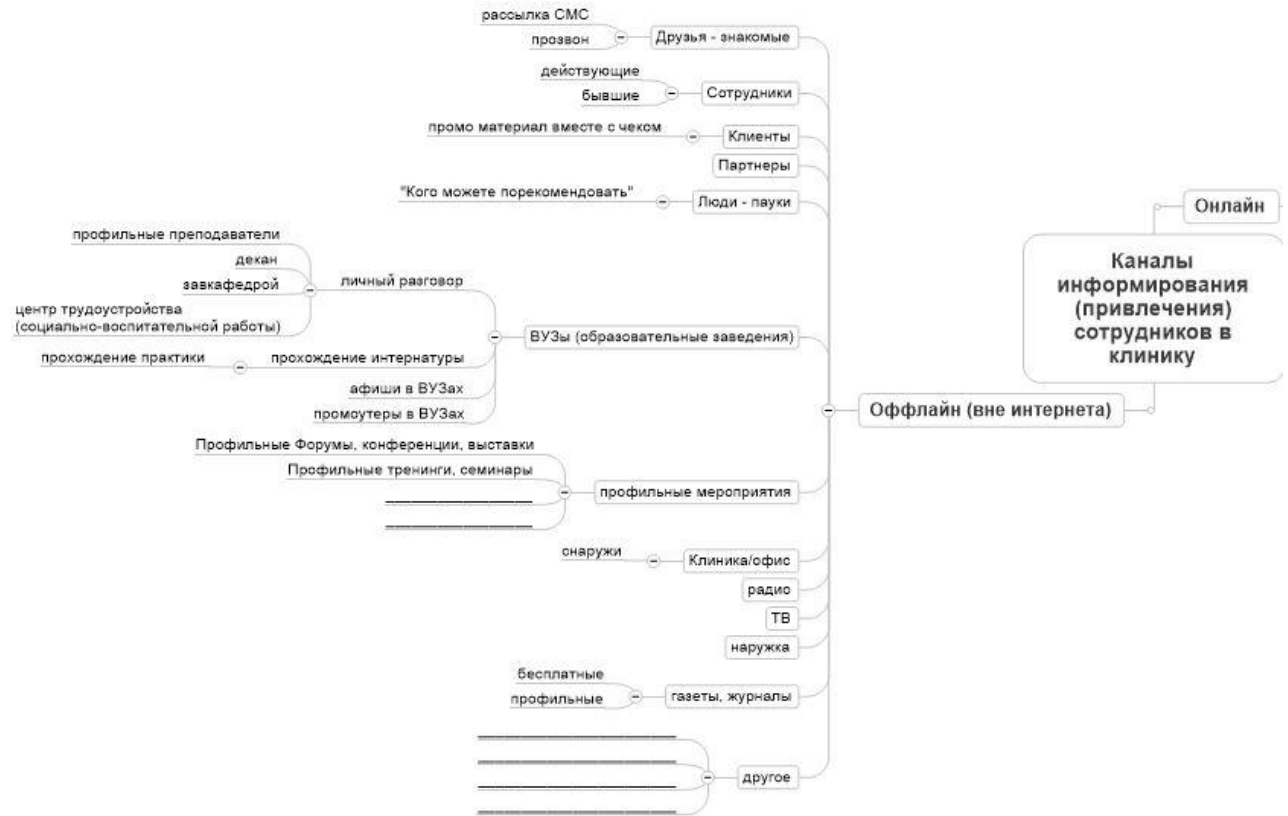 рассылка СМС
прозвон
Друзья - знакомые
действующие
бывшие
Сотрудники
промо материал вместе с чеком
Клиенты
Партнеры
"Кого можете порекомендовать"
Люди - пауки
профильные преподаватели
декан
завкафедрой
центр трудоустройства
(социально-воспитательной работы)
личный разговор
прохождение практики
прохождение интернатуры
афиши в ВУЗах
промоутеры в ВУЗах
ВУЗы (образовательные заведения)
Профильные Форумы, конференции, выставки
Профильные тренинги, семинары
профильные мероприятия
снаружи
Клиника/офис
радио
ТВ
наружка
бесплатные
профильные
газеты, журналы
другое
Онлайн
Каналы
информирования
(привлечения)
сотрудников в
клинику
Оффлайн (вне интернета)